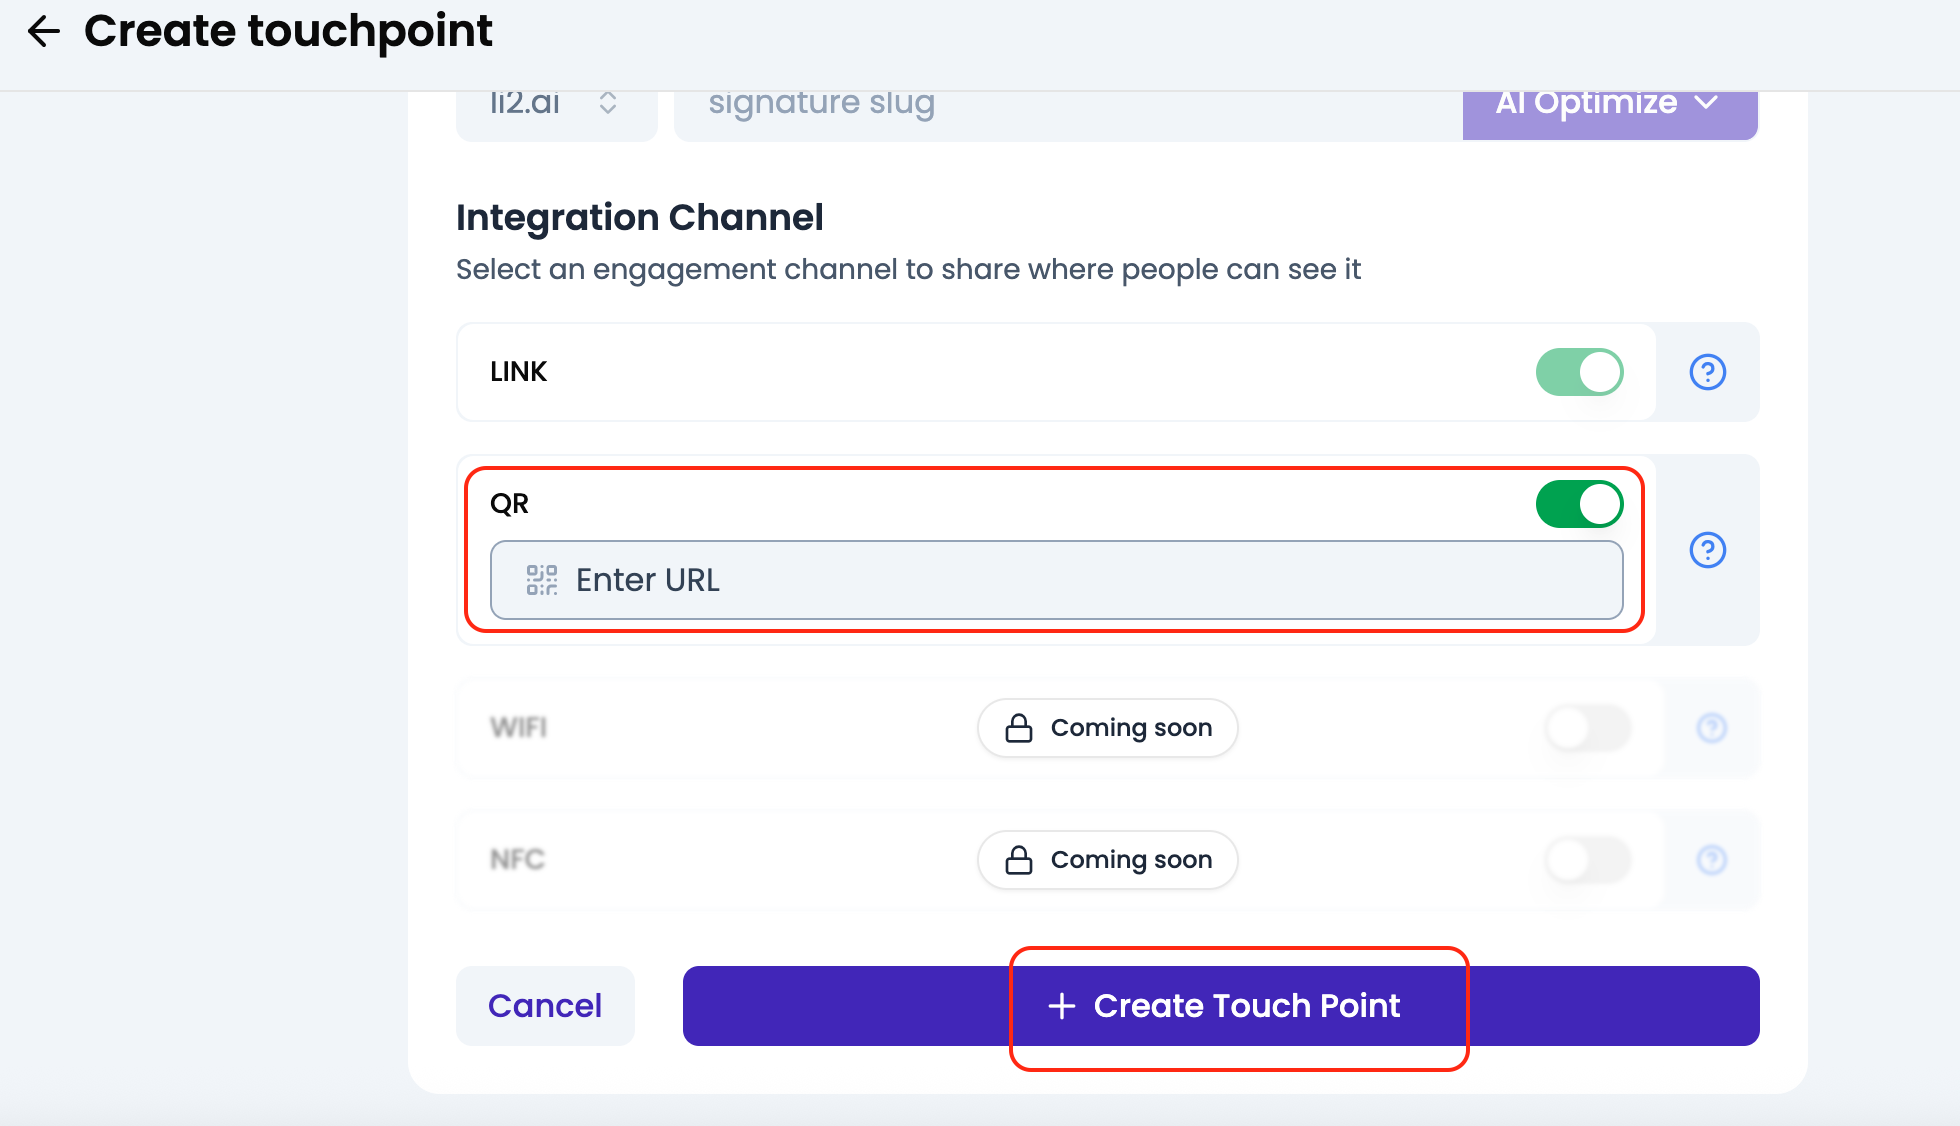 Create touchpoint
li2.ai
signature slug
AI Optimize
Integration Channel
Select an engagement channel to share where people can see it
LINK
QR
Enter URL
WIFI
Coming soon
NFC
Coming soon
Cancel
+ Create Touch Point